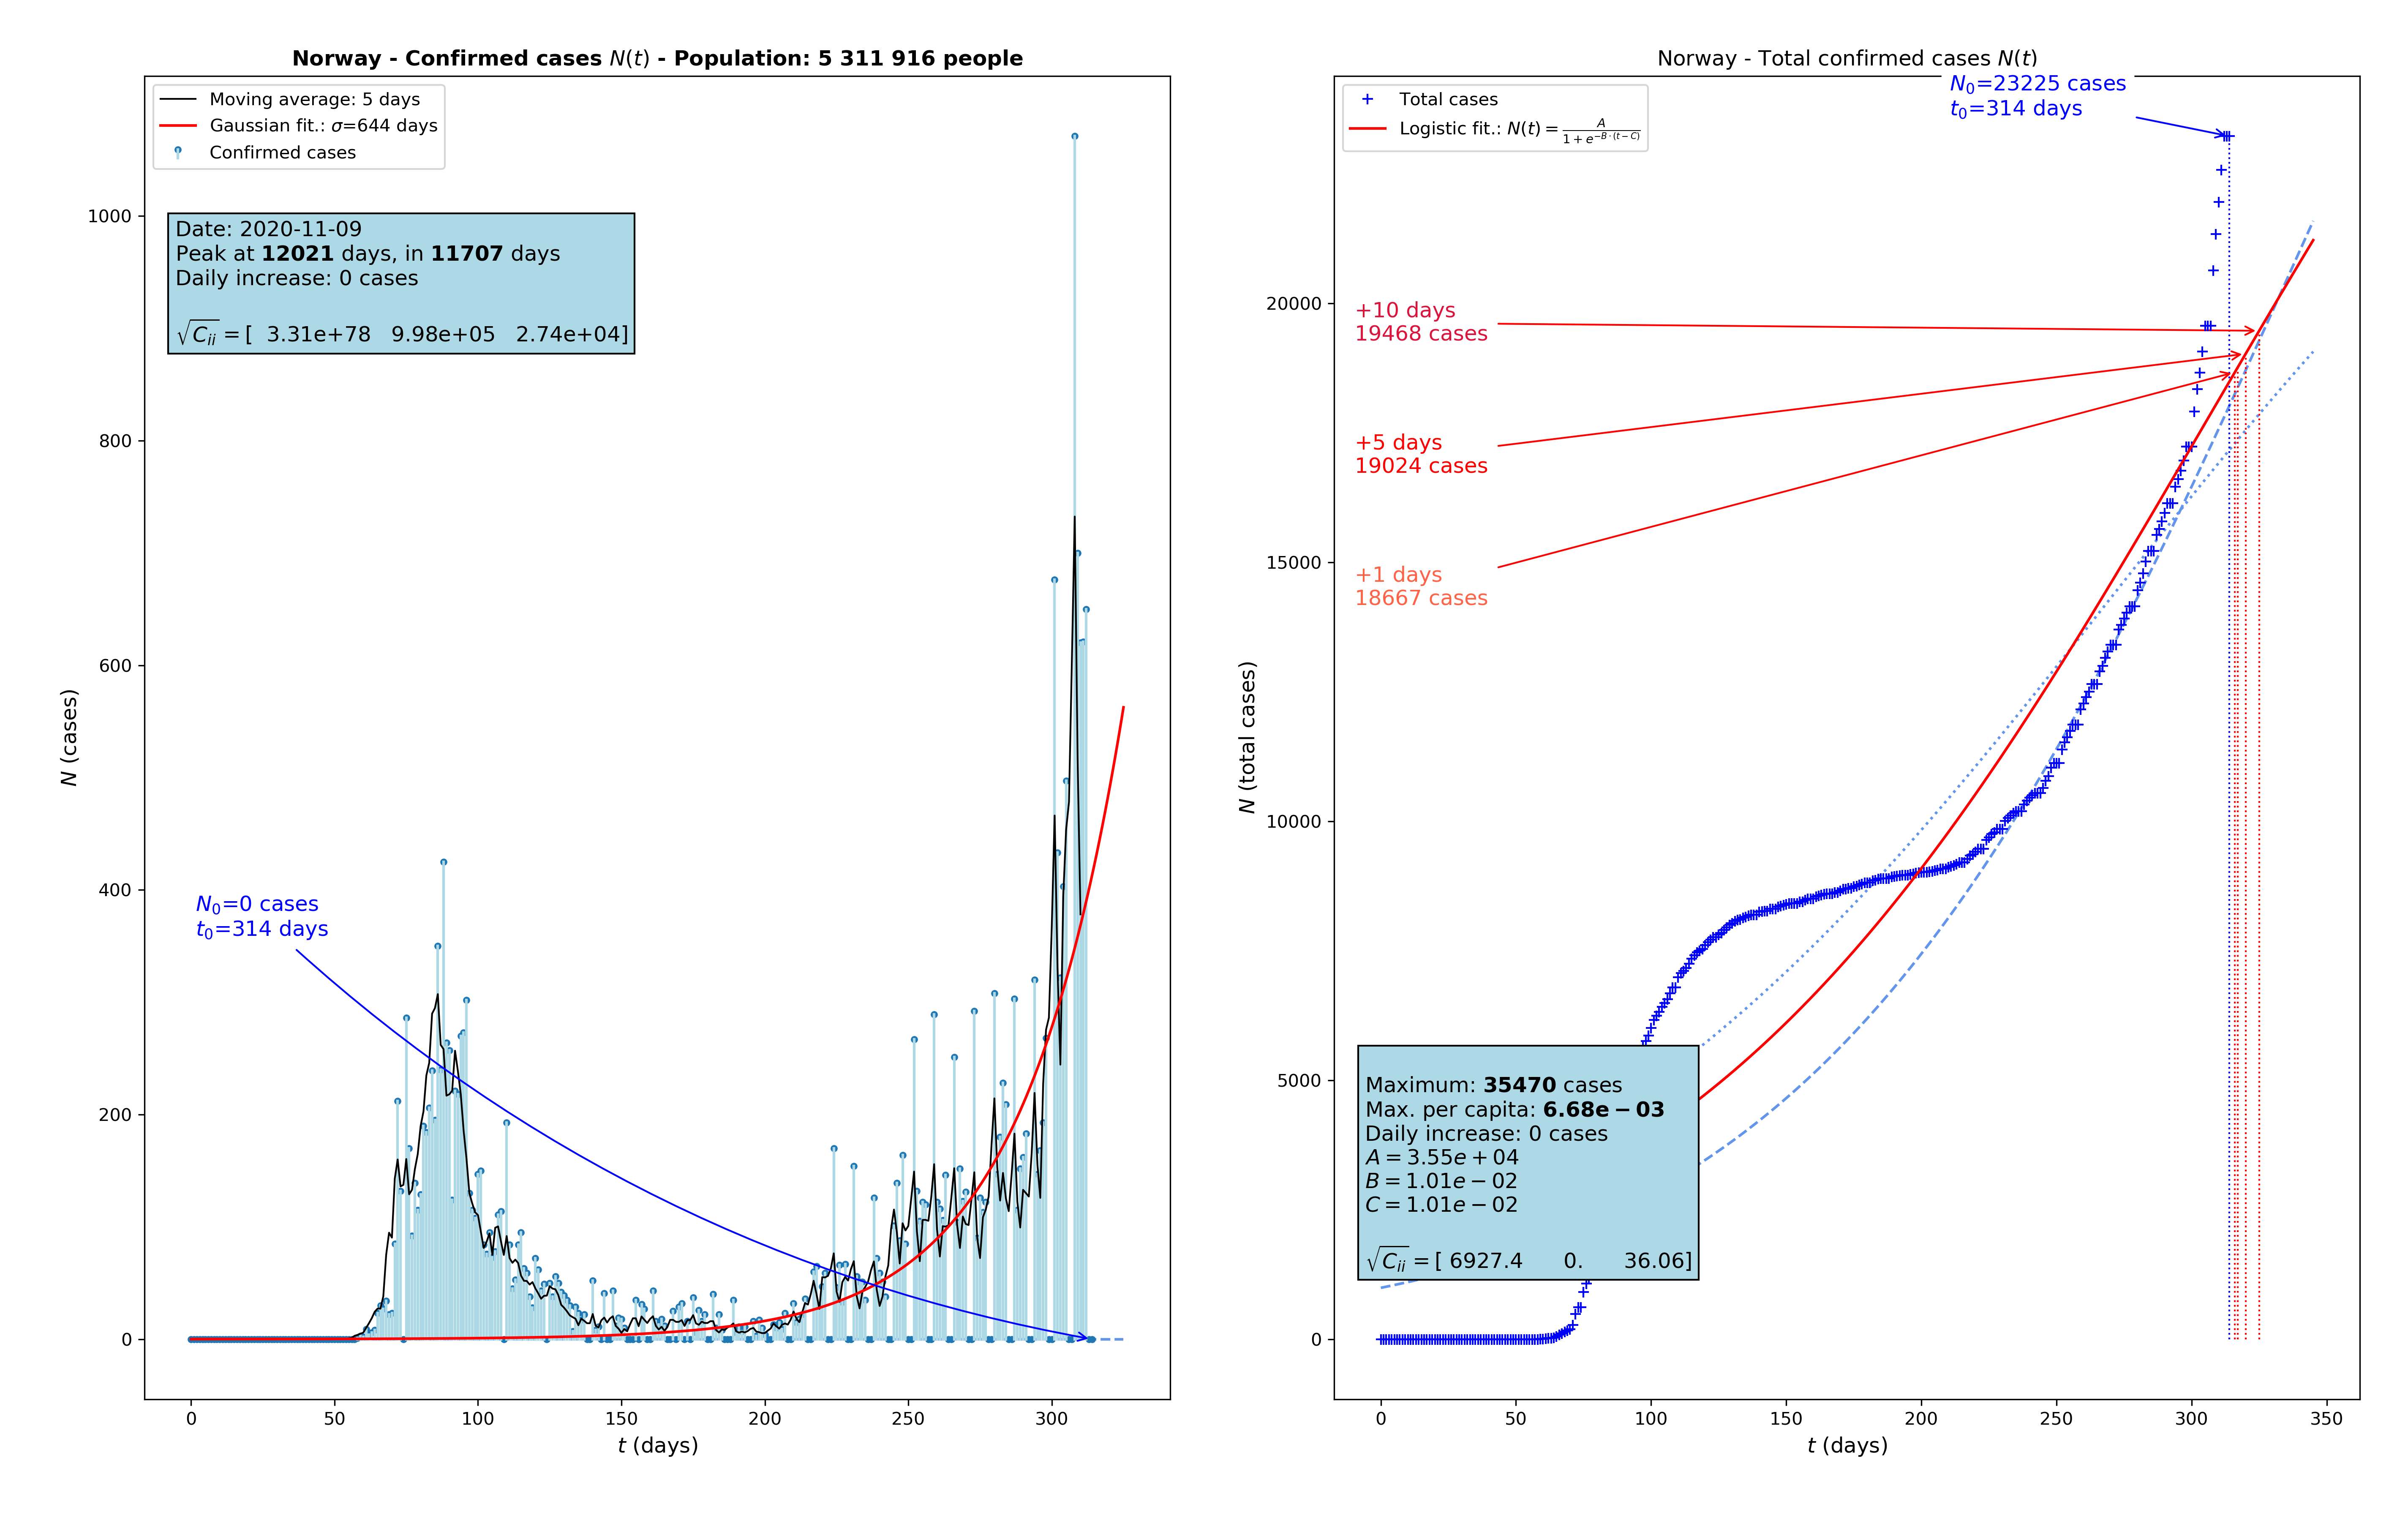 Norway - Confirmed cases N(t) - Population: 5 311 916 people
Moving average: 5 days
Gaussian fit.: σ=644 days
Confirmed cases
Date: 2020-11-09
Peak at 12021 days, in 11707 days
Daily increase: 0 cases
√C_ii = [ 3.31e+78 9.98e+05 2.74e+04]
N_0=0 cases
t_0=314 days
N (cases)
1000
800
600
400
200
0
0 50 100 150 200 250 300
t (days)
Norway - Total confirmed cases N(t)
Total cases
Logistic fit.: N(t) = A / (1 + e^{-B·(t-C)})
N_0=23225 cases
t_0=314 days
+10 days
19468 cases
+5 days
19024 cases
+1 days
18667 cases
Maximum: 35470 cases
Max. per capita: 6.68e − 03
Daily increase: 0 cases
A = 3.55e + 04
B = 1.01e − 02
C = 1.01e − 02
√C_ii = [ 6927.4 0. 36.06]
N (total cases)
20000
15000
10000
5000
0
0 50 100 150 200 250 300 350
t (days)